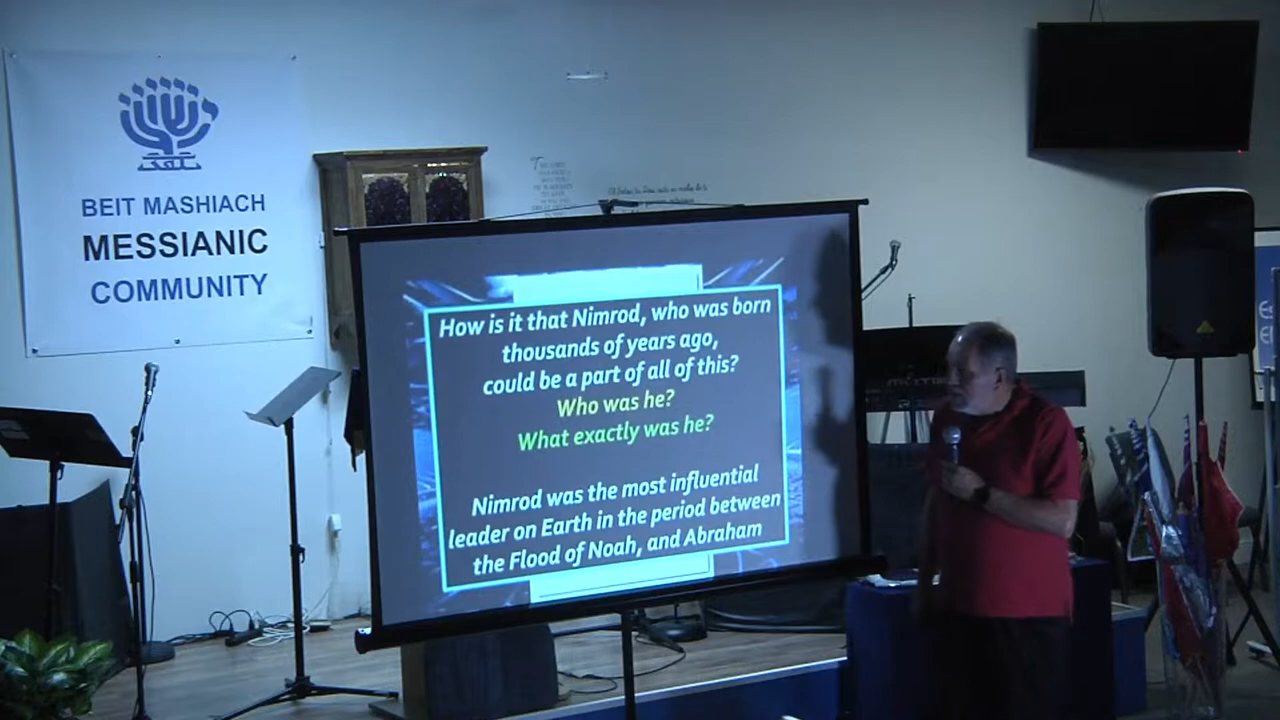 BEIT MASHIACH
MESSIANIC
COMMUNITY
How is it that Nimrod, who was born
thousands of years ago,
could be a part of all of this?
Who was he?
What exactly was he?
Nimrod was the most influential
leader on Earth in the period between
the Flood of Noah, and Abraham